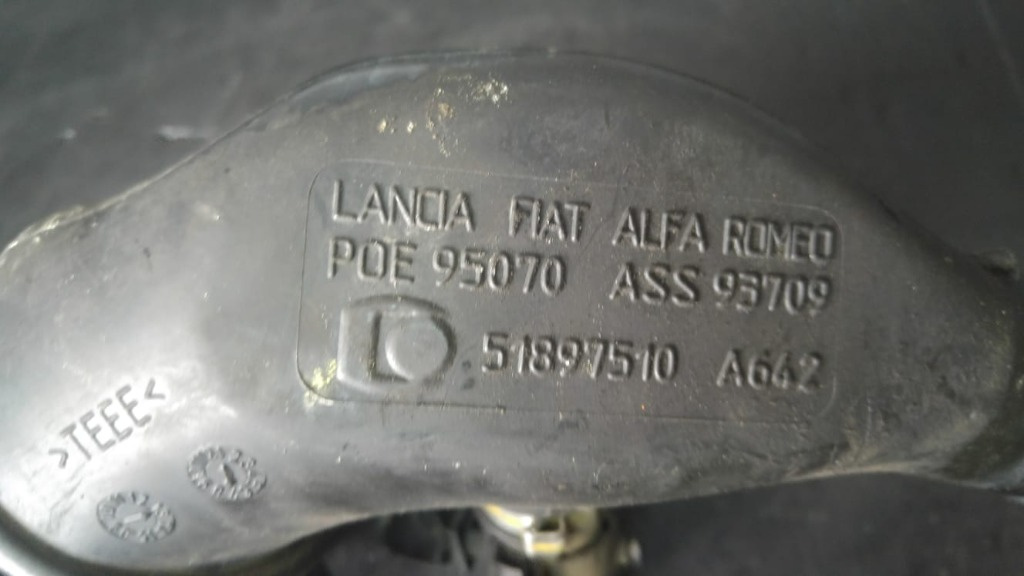 LANCIA FIAT ALFA ROMEO
POE 95070 ASS 95709
51897510 A642
>TEEE<